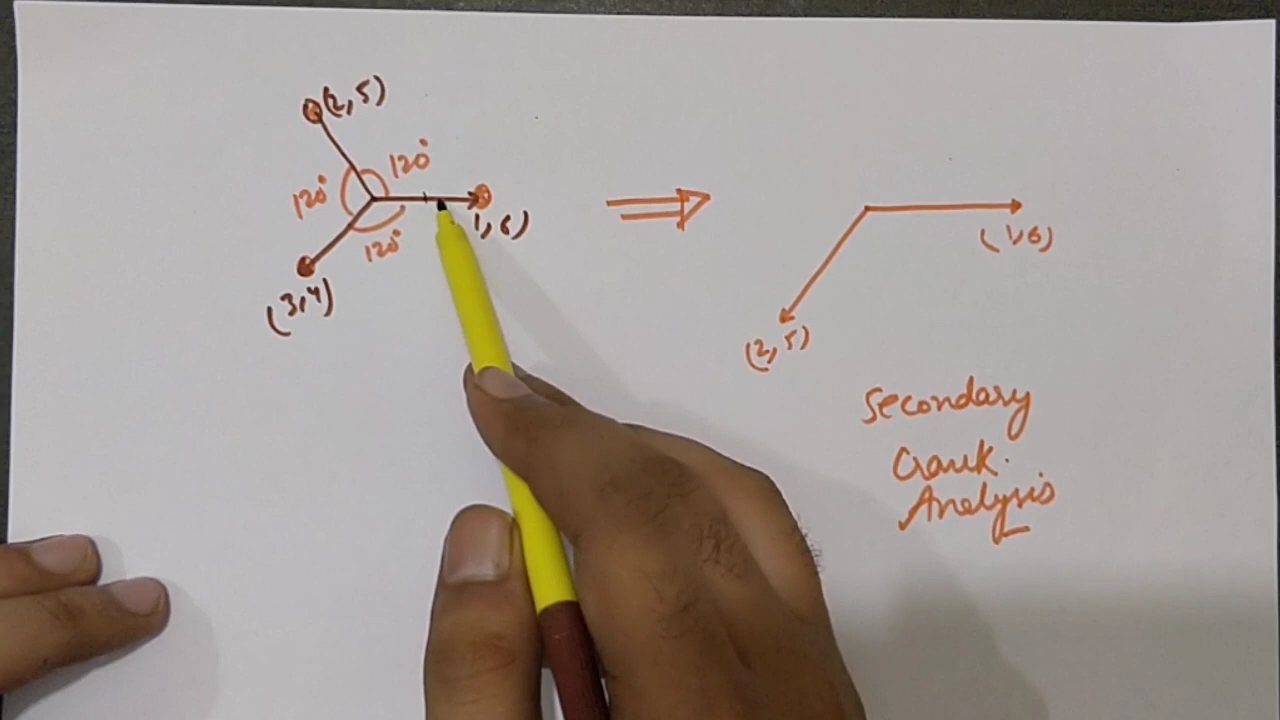 (2,5)
120°
120°
1,6)
120°
(3,4)
(1,6)
(2,5)
Secondary
Crank.
Analysis